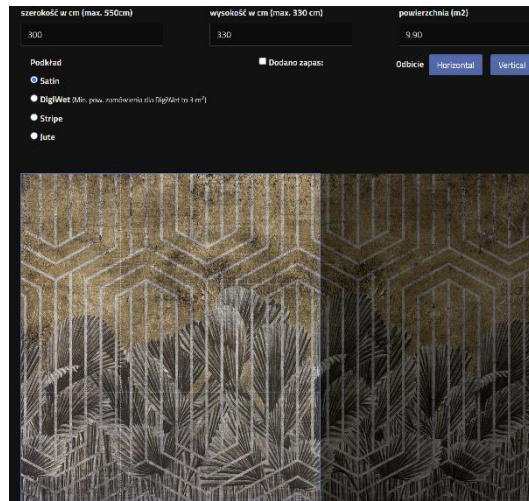 szerokość w cm (max. 550cm) wysokość w cm (max. 330 cm) powierzchnia (m2)
300 330 9.90
Podkład Dodano zapas: Odbicie Horizontal Vertical
Satin
DigiWet (Min. pow. zamówienia dla DigiWet to 3 m²)
Stripe
Jute